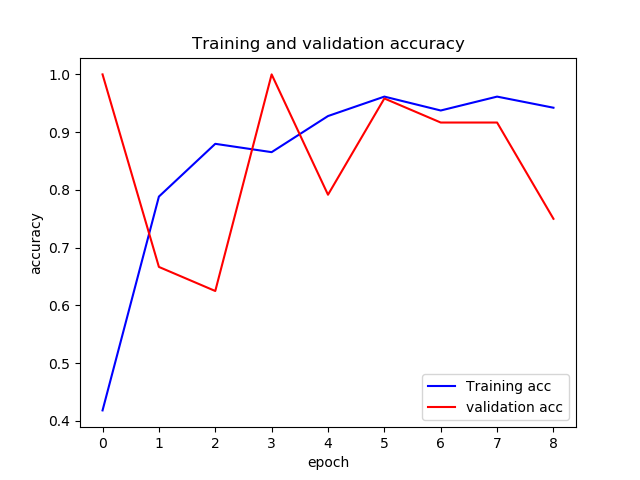 Training and validation accuracy
1.0
0.9
0.8
0.7
0.6
0.5
0.4
accuracy
Training acc
validation acc
0 1 2 3 4 5 6 7 8
epoch